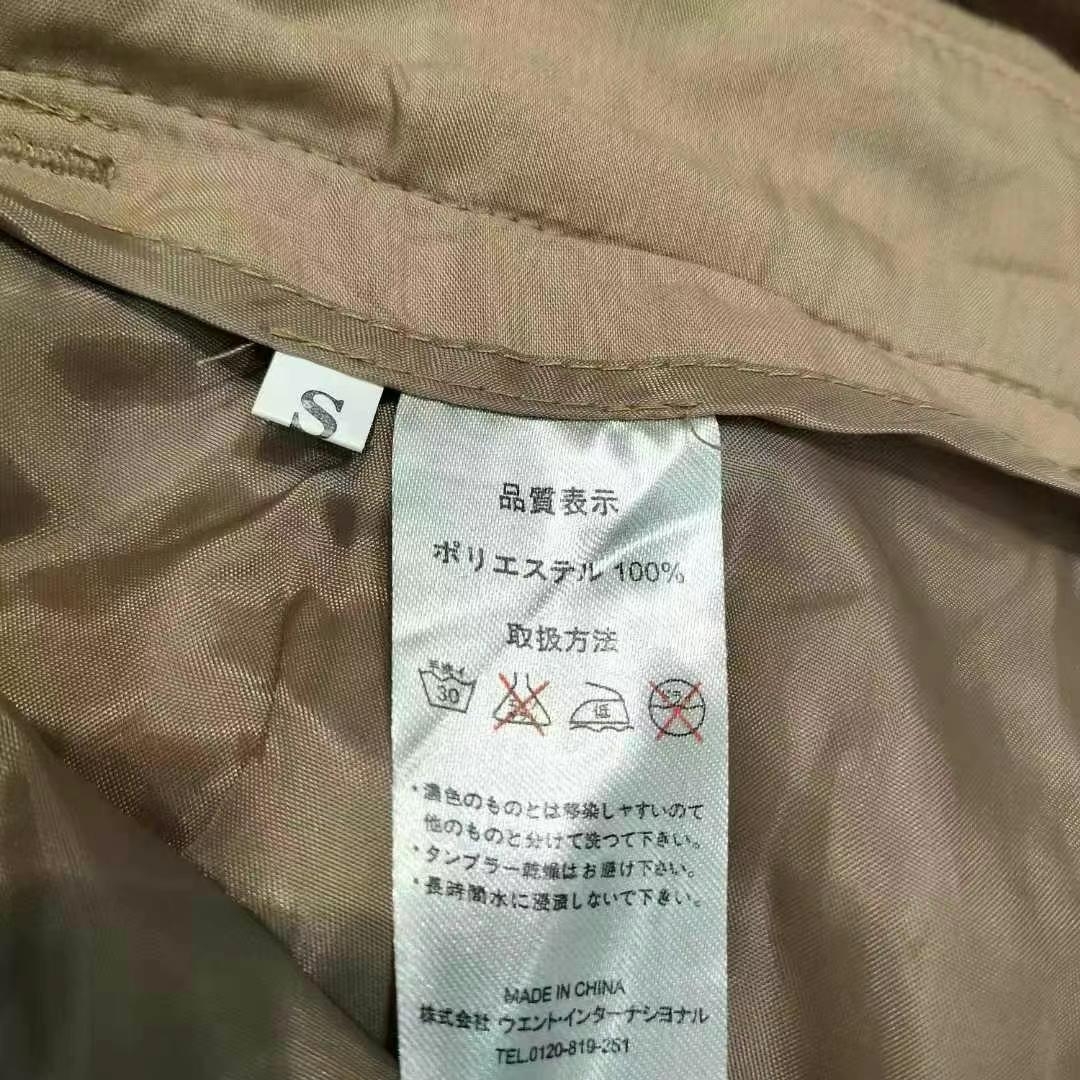 S
品質表示
ポリエステル 100%
取扱方法
30
低
・濃色のものとは移染しヤすいので
他のものと分けて洗つて下さい。
・タンブラー乾燥はお避け下さい。
・長時間水に浸漬しないで下さい。
MADE IN CHINA
株式会社 ウエント・インターナシヨナル
TEL.0120-819-251